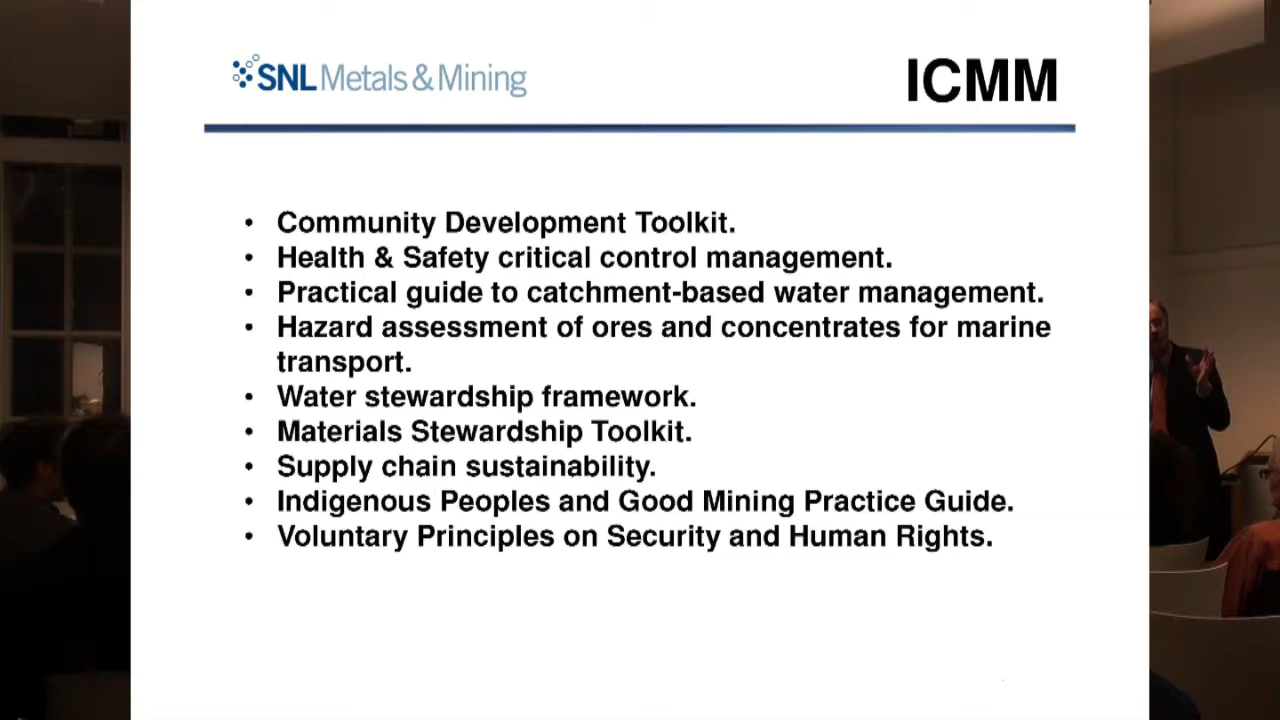 SNL Metals & Mining
ICMM
• Community Development Toolkit.
• Health & Safety critical control management.
• Practical guide to catchment-based water management.
• Hazard assessment of ores and concentrates for marine
transport.
• Water stewardship framework.
• Materials Stewardship Toolkit.
• Supply chain sustainability.
• Indigenous Peoples and Good Mining Practice Guide.
• Voluntary Principles on Security and Human Rights.